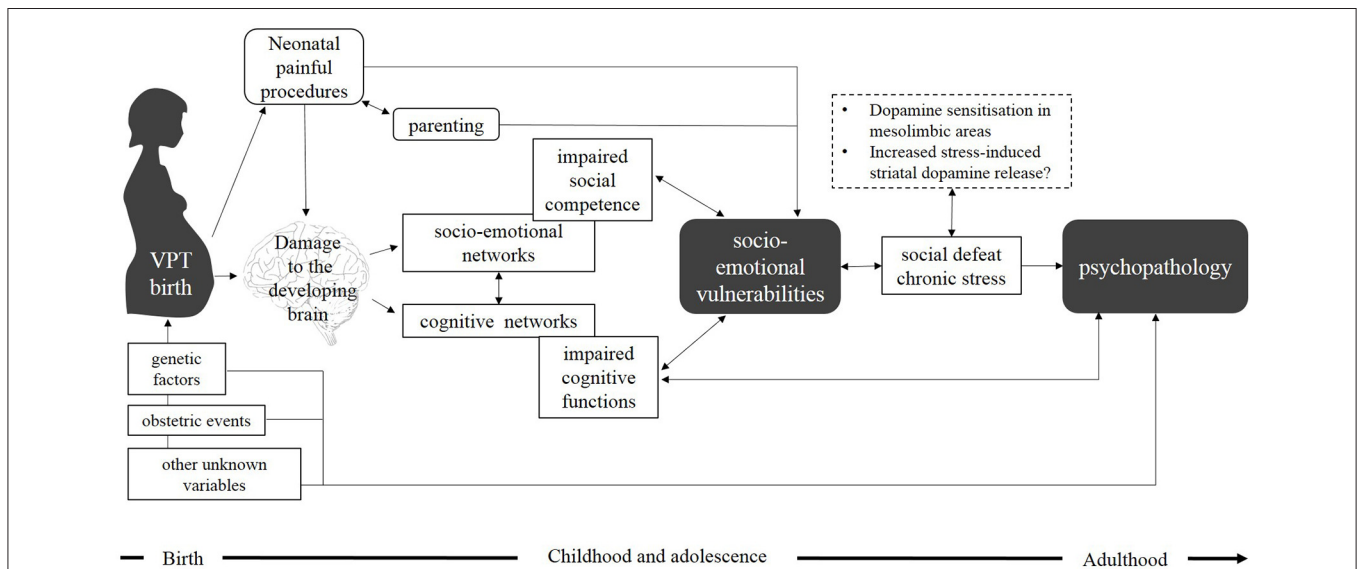 Neonatal
painful
procedures
parenting
• Dopamine sensitisation in
mesolimbic areas
• Increased stress-induced
striatal dopamine release?
impaired
social
competence
VPT
birth
Damage
to the
developing
brain
socio-emotional
networks
cognitive networks
impaired
cognitive
functions
socio-
emotional
vulnerabilities
social defeat
chronic stress
psychopathology
genetic
factors
obstetric events
other unknown
variables
Birth
Childhood and adolescence
Adulthood